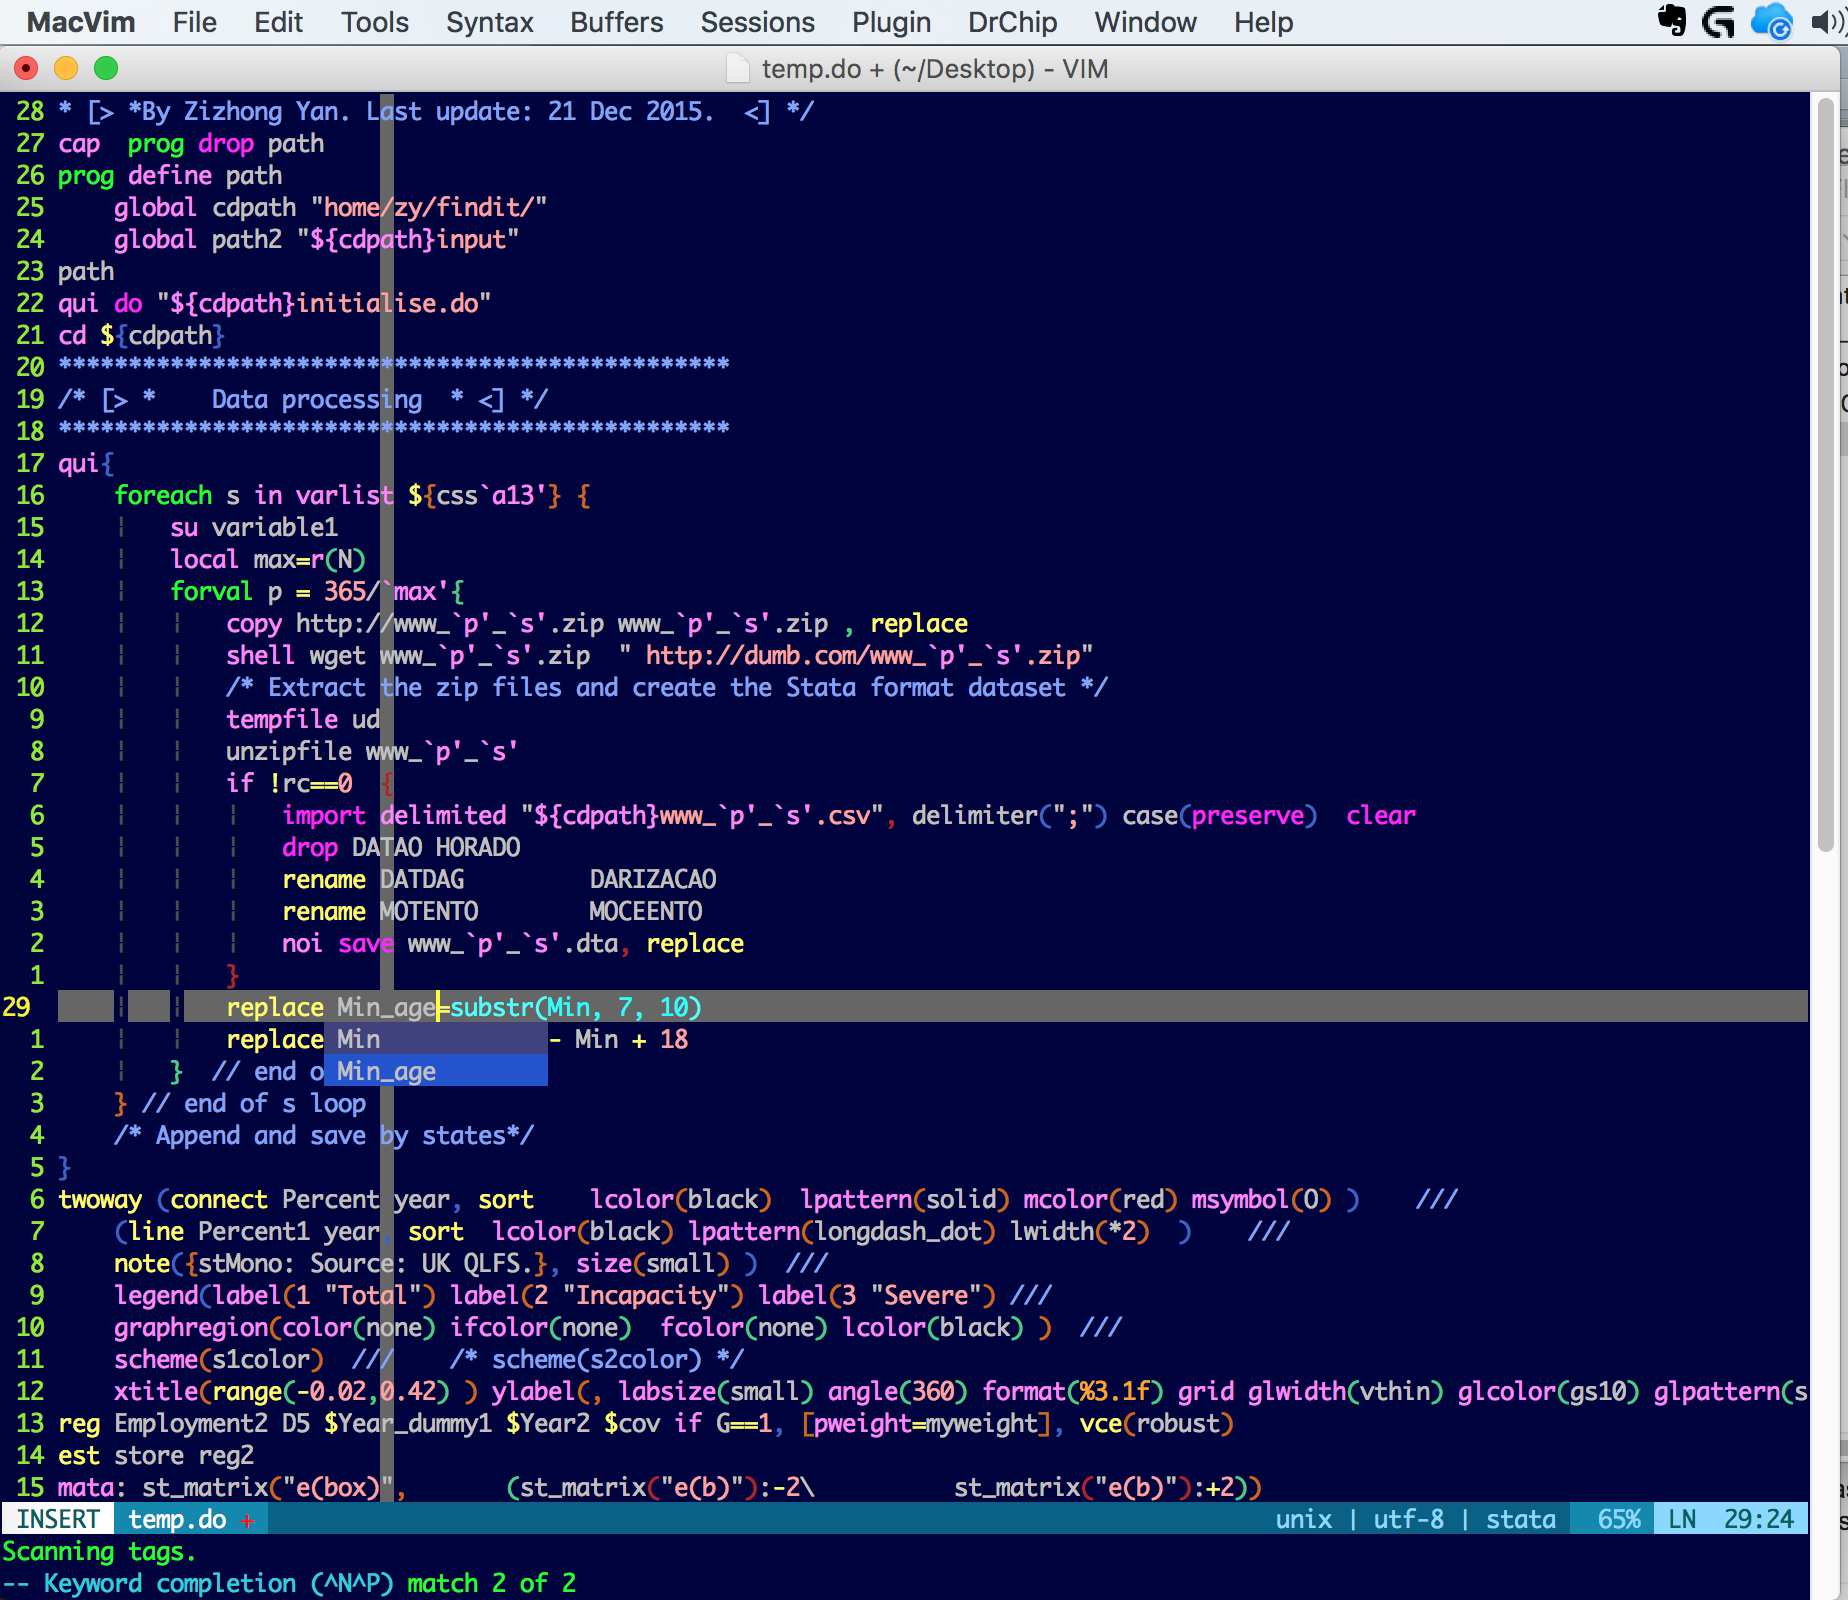 MacVim File Edit Tools Syntax Buffers Sessions Plugin DrChip Window Help
temp.do + (~/Desktop) - VIM
28 * [> *By Zizhong Yan. Last update: 21 Dec 2015.  <] */
27 cap  prog drop path
26 prog define path
25     global cdpath "home/zy/findit/"
24     global path2 "${cdpath}input"
23 path
22 qui do "${cdpath}initialise.do"
21 cd ${cdpath}
20 ************************************************
19 /* [> *    Data processing  * <] */
18 ************************************************
17 qui{
16     foreach s in varlist ${css`a13'} {
15     ¦   su variable1
14     ¦   local max=r(N)
13     ¦   forval p = 365/`max'{
12     ¦   ¦   copy http://www_`p'_`s'.zip www_`p'_`s'.zip , replace
11     ¦   ¦   shell wget www_`p'_`s'.zip  " http://dumb.com/www_`p'_`s'.zip"
10     ¦   ¦   /* Extract the zip files and create the Stata format dataset */
9     ¦   ¦   tempfile ud
8     ¦   ¦   unzipfile www_`p'_`s'
7     ¦   ¦   if !rc==0  {
6     ¦   ¦   ¦   import delimited "${cdpath}www_`p'_`s'.csv", delimiter(";") case(preserve)  clear
5     ¦   ¦   ¦   drop DATAO HORADO
4     ¦   ¦   ¦   rename DATDAG         DARIZACAO
3     ¦   ¦   ¦   rename MOTENTO        MOCEENTO
2     ¦   ¦   ¦   noi save www_`p'_`s'.dta, replace
1     ¦   ¦   }
29     ¦   ¦   replace Min_age=substr(Min, 7, 10)
1     ¦   ¦   replace Min            - Min + 18
2     ¦   }  // end o Min_age
3     } // end of s loop
4     /* Append and save by states*/
5 }
6 twoway (connect Percent year, sort    lcolor(black)  lpattern(solid) mcolor(red) msymbol(O) )    ///
7     (line Percent1 year, sort  lcolor(black) lpattern(longdash_dot) lwidth(*2)  )    ///
8     note({stMono: Source: UK QLFS.}, size(small) )  ///
9     legend(label(1 "Total") label(2 "Incapacity") label(3 "Severe") ///
10     graphregion(color(none) ifcolor(none)  fcolor(none) lcolor(black) )  ///
11     scheme(s1color)  ///    /* scheme(s2color) */
12     xtitle(range(-0.02,0.42) ) ylabel(, labsize(small) angle(360) format(%3.1f) grid glwidth(vthin) glcolor(gs10) glpattern(s
13 reg Employment2 D5 $Year_dummy1 $Year2 $cov if G==1, [pweight=myweight], vce(robust)
14 est store reg2
15 mata: st_matrix("e(box)",       (st_matrix("e(b)"):-2\          st_matrix("e(b)"):+2))
INSERT temp.do + unix | utf-8 | stata 65% LN 29:24
Scanning tags.
-- Keyword completion (^N^P) match 2 of 2